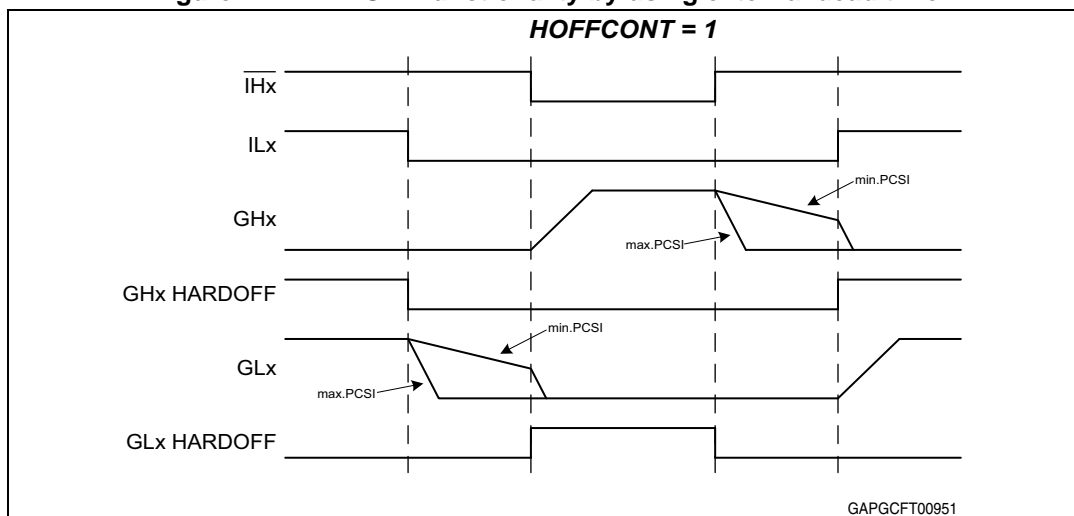 HOFFCONT = 1
IHx
ILx
min.PCSI
GHx
max.PCSI
GHx HARDOFF
min.PCSI
GLx
max.PCSI
GLx HARDOFF
GAPGCFT00951